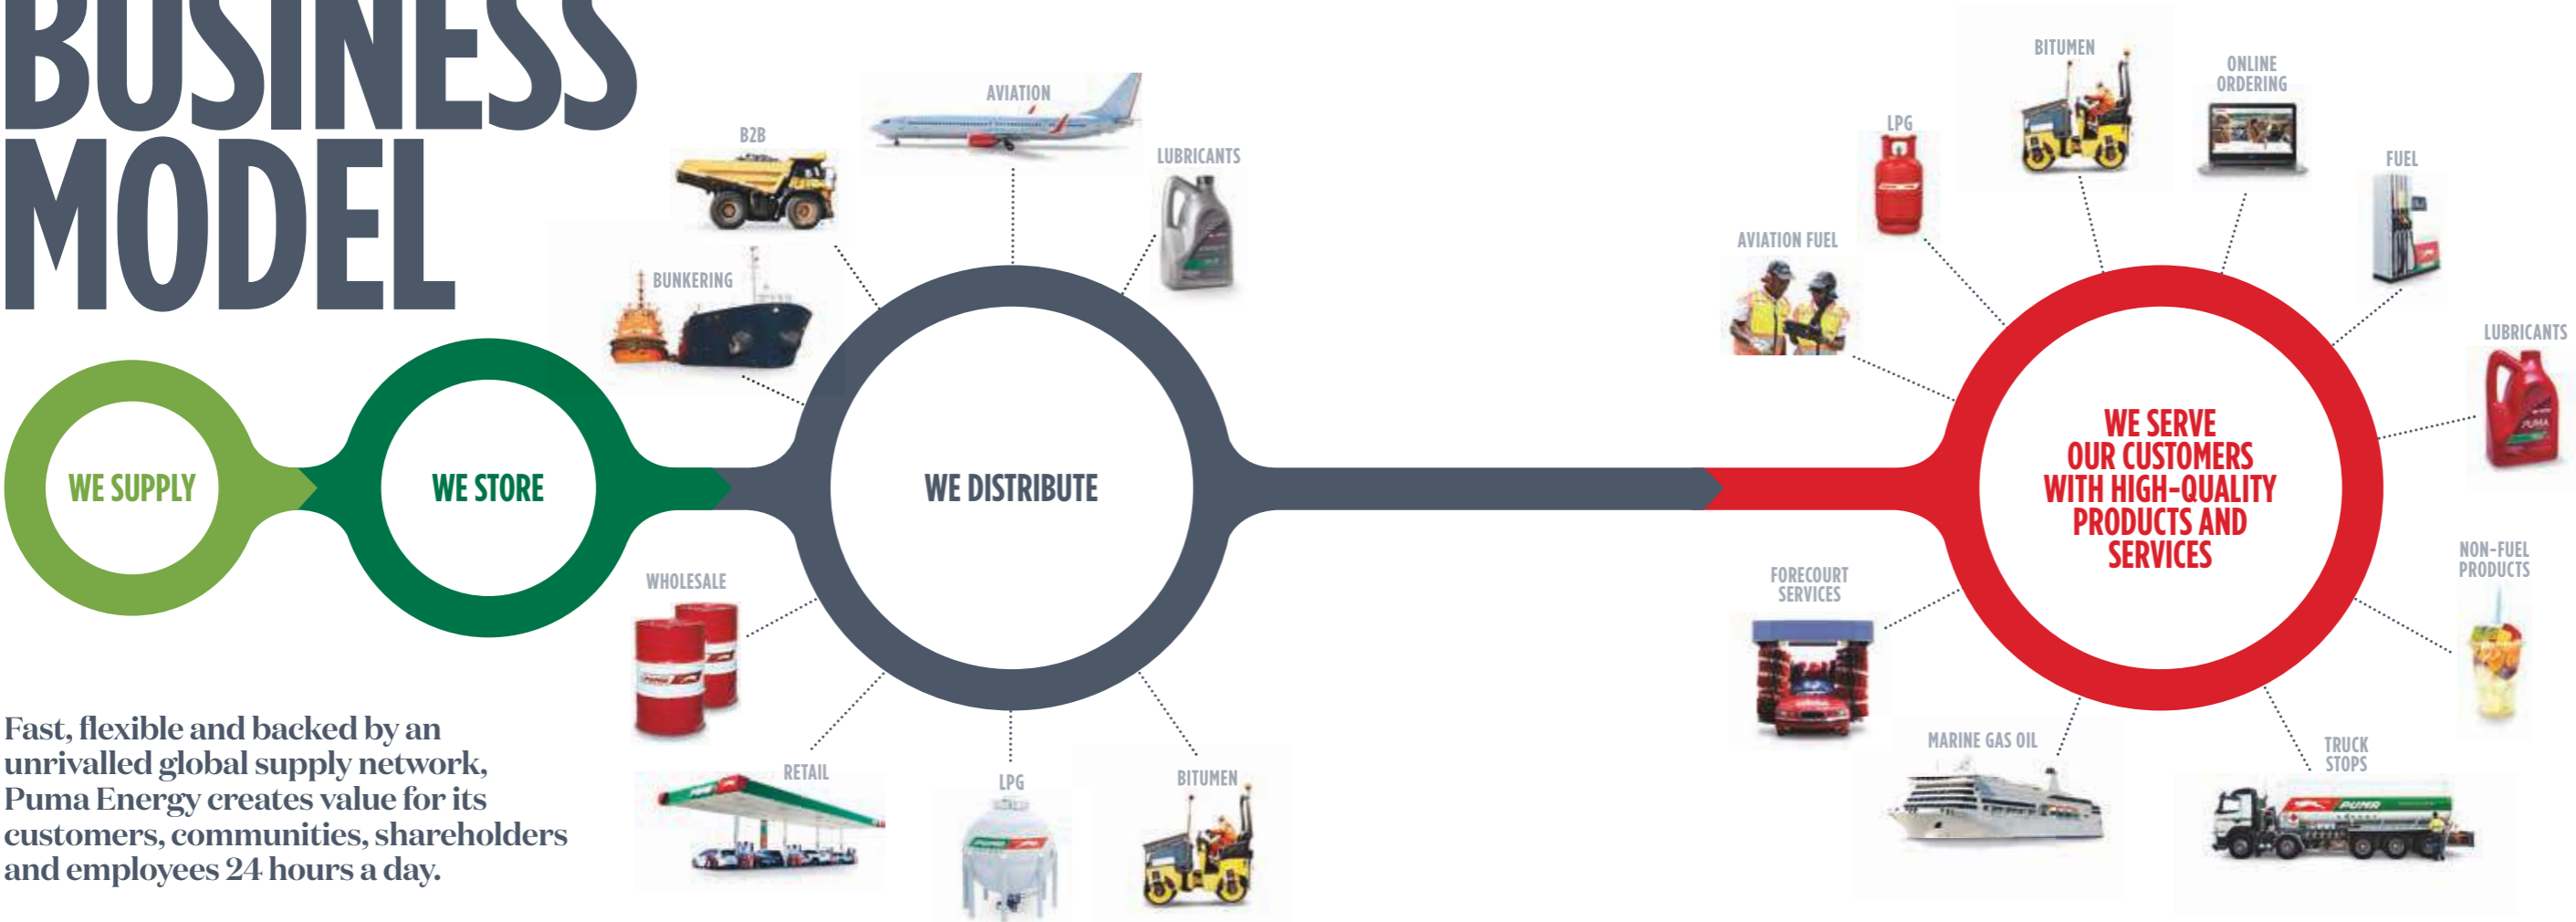 BUSINESS
MODEL
WE SUPPLY
WE STORE
WE DISTRIBUTE
BUNKERING
B2B
AVIATION
LUBRICANTS
WHOLESALE
RETAIL
LPG
BITUMEN
WE SERVE
OUR CUSTOMERS
WITH HIGH-QUALITY
PRODUCTS AND
SERVICES
AVIATION FUEL
LPG
BITUMEN
ONLINE
ORDERING
FUEL
LUBRICANTS
PUMA
NON-FUEL
PRODUCTS
TRUCK
STOPS
PUMA
MARINE GAS OIL
FORECOURT
SERVICES
Fast, flexible and backed by an
unrivalled global supply network,
Puma Energy creates value for its
customers, communities, shareholders
and employees 24 hours a day.